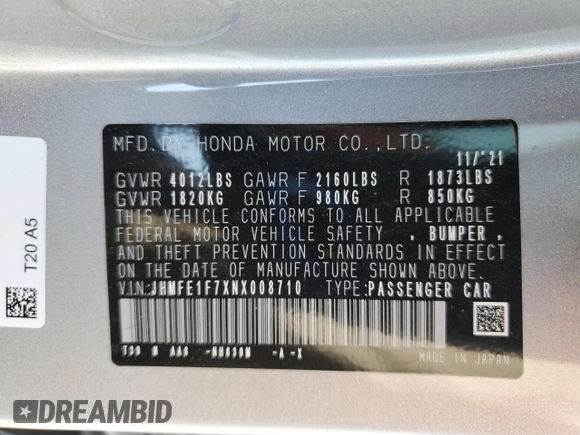 MFD.BY HONDA MOTOR CO.,LTD.
11/'21
GVWR 4012LBS GAWR F 2160LBS R 1873LBS
GVWR 1820KG GAWR F 980KG R 850KG
THIS VEHICLE CONFORMS TO ALL APPLICABLE
FEDERAL MOTOR VEHICLE SAFETY , BUMPER ,
AND THEFT PREVENTION STANDARDS IN EFFECT
ON THE DATE OF MANUFACTURE SHOWN ABOVE.
V.I.N.:JHMFE1F7XNX008710 TYPE:PASSENGER CAR
-A -X
MADE IN JAPAN
T20 A5
DREAMBID